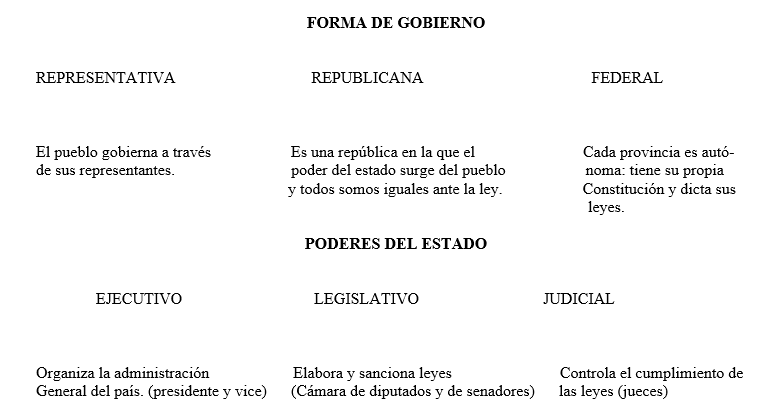 FORMA DE GOBIERNO
REPRESENTATIVA REPUBLICANA FEDERAL
El pueblo gobierna a través
de sus representantes.
Es una república en la que el
poder del estado surge del pueblo
y todos somos iguales ante la ley.
Cada provincia es autó-
noma: tiene su propia
Constitución y dicta sus
leyes.
PODERES DEL ESTADO
EJECUTIVO LEGISLATIVO JUDICIAL
Organiza la administración
General del país. (presidente y vice)
Elabora y sanciona leyes
(Cámara de diputados y de senadores)
Controla el cumplimiento de
las leyes (jueces)